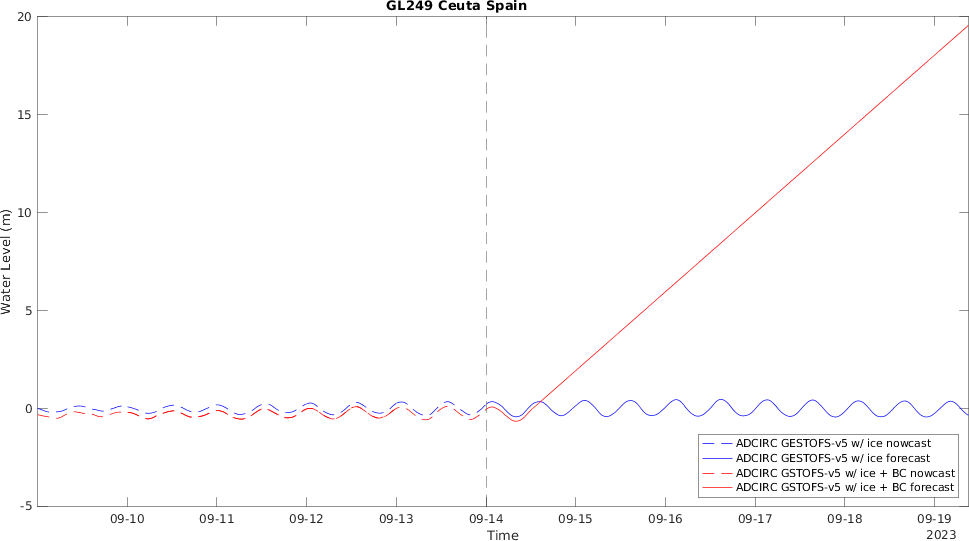 GL249 Ceuta Spain
20
15
10
5
0
-5
Water Level (m)
09-10 09-11 09-12 09-13 09-14 09-15 09-16 09-17 09-18 09-19
Time
2023
ADCIRC GESTOFS-v5 w/ ice nowcast
ADCIRC GESTOFS-v5 w/ ice forecast
ADCIRC GSTOFS-v5 w/ ice + BC nowcast
ADCIRC GSTOFS-v5 w/ ice + BC forecast